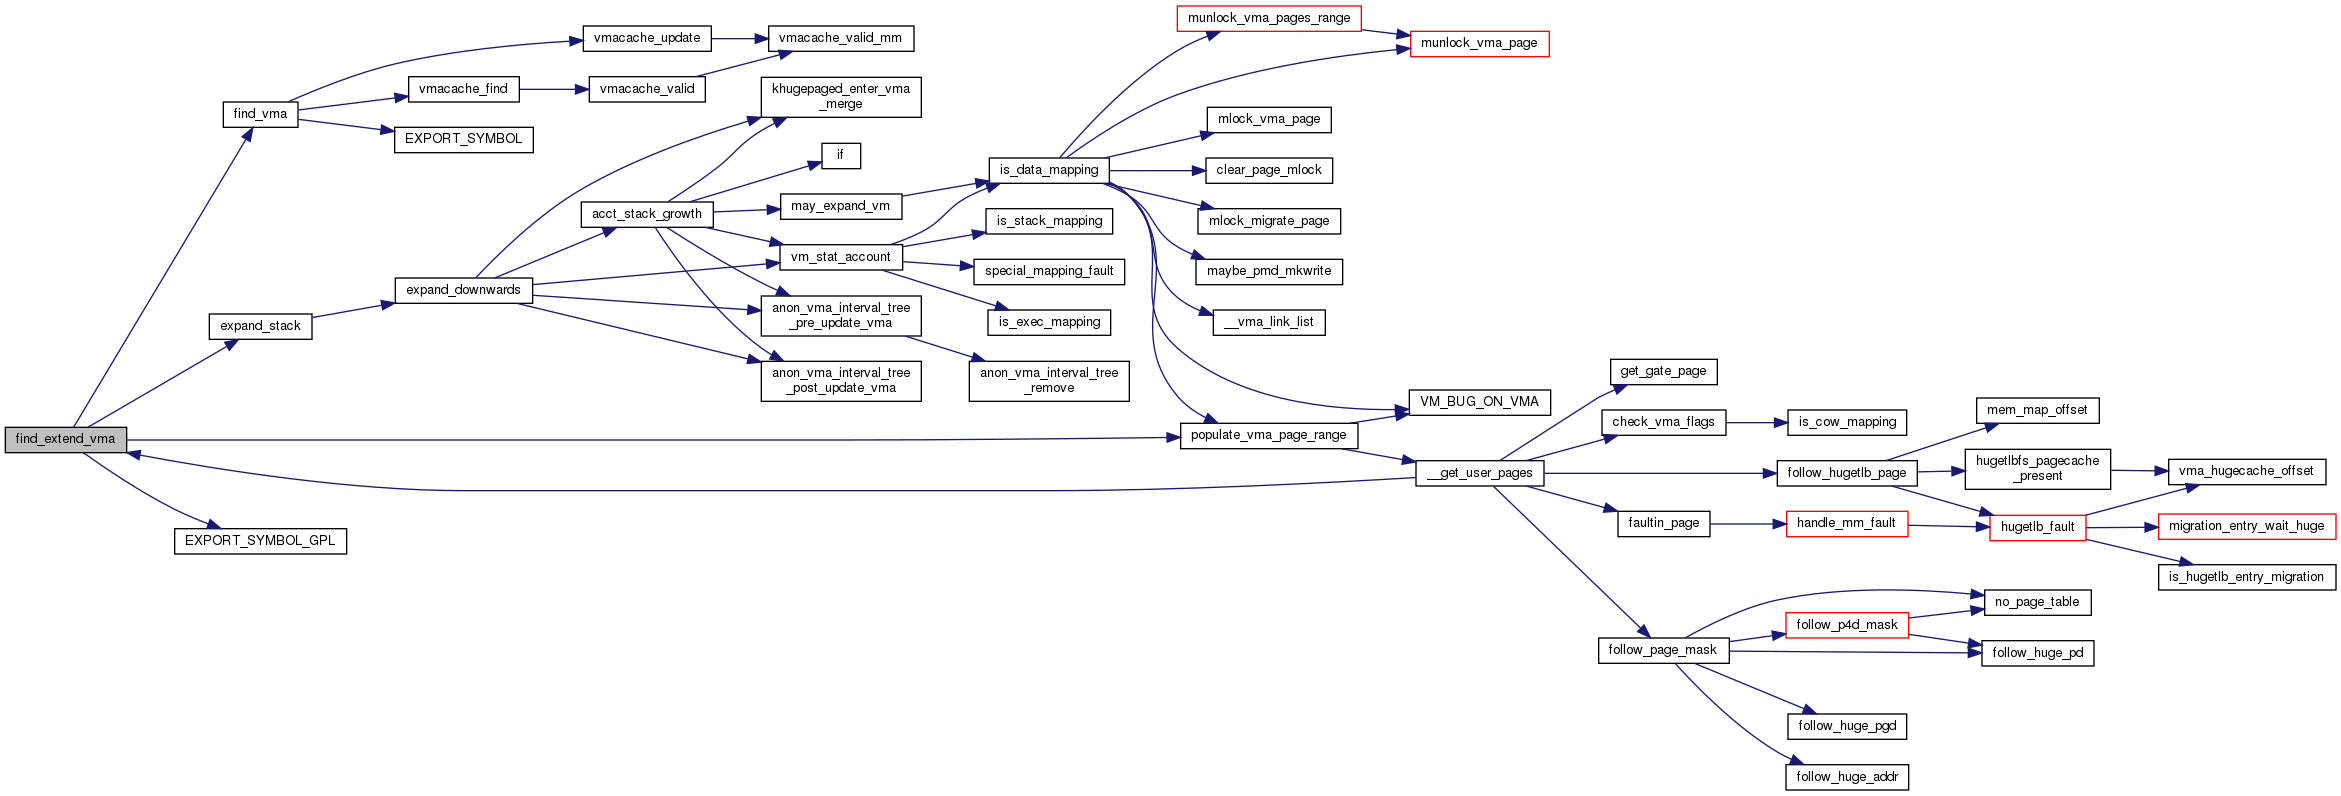 munlock_vma_pages_range
vmacache_update
vmacache_valid_mm
munlock_vma_page
vmacache_find
vmacache_valid
khugepaged_enter_vma
_merge
find_vma
mlock_vma_page
EXPORT_SYMBOL
if
is_data_mapping
clear_page_mlock
acct_stack_growth
may_expand_vm
is_stack_mapping
mlock_migrate_page
vm_stat_account
special_mapping_fault
maybe_pmd_mkwrite
expand_downwards
anon_vma_interval_tree
_pre_update_vma
is_exec_mapping
__vma_link_list
expand_stack
anon_vma_interval_tree
_post_update_vma
anon_vma_interval_tree
_remove
get_gate_page
VM_BUG_ON_VMA
mem_map_offset
check_vma_flags
is_cow_mapping
find_extend_vma
populate_vma_page_range
__get_user_pages
follow_hugetlb_page
hugetlbfs_pagecache
_present
vma_hugecache_offset
faultin_page
handle_mm_fault
hugetlb_fault
migration_entry_wait_huge
EXPORT_SYMBOL_GPL
is_hugetlb_entry_migration
no_page_table
follow_p4d_mask
follow_page_mask
follow_huge_pd
follow_huge_pgd
follow_huge_addr